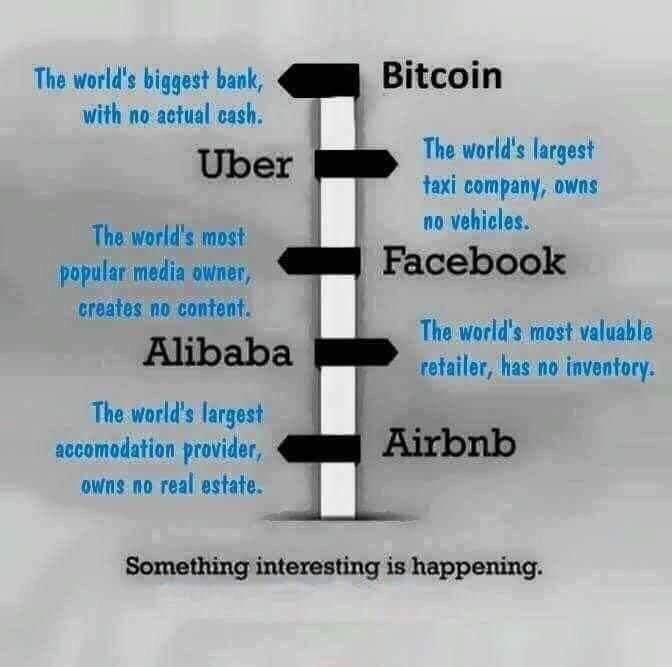 The world's biggest bank,
with no actual cash.
Bitcoin
Uber
The world's largest
taxi company, owns
no vehicles.
The world's most
popular media owner,
creates no content.
Facebook
Alibaba
The world's most valuable
retailer, has no inventory.
The world's largest
accomodation provider,
owns no real estate.
Airbnb
Something interesting is happening.